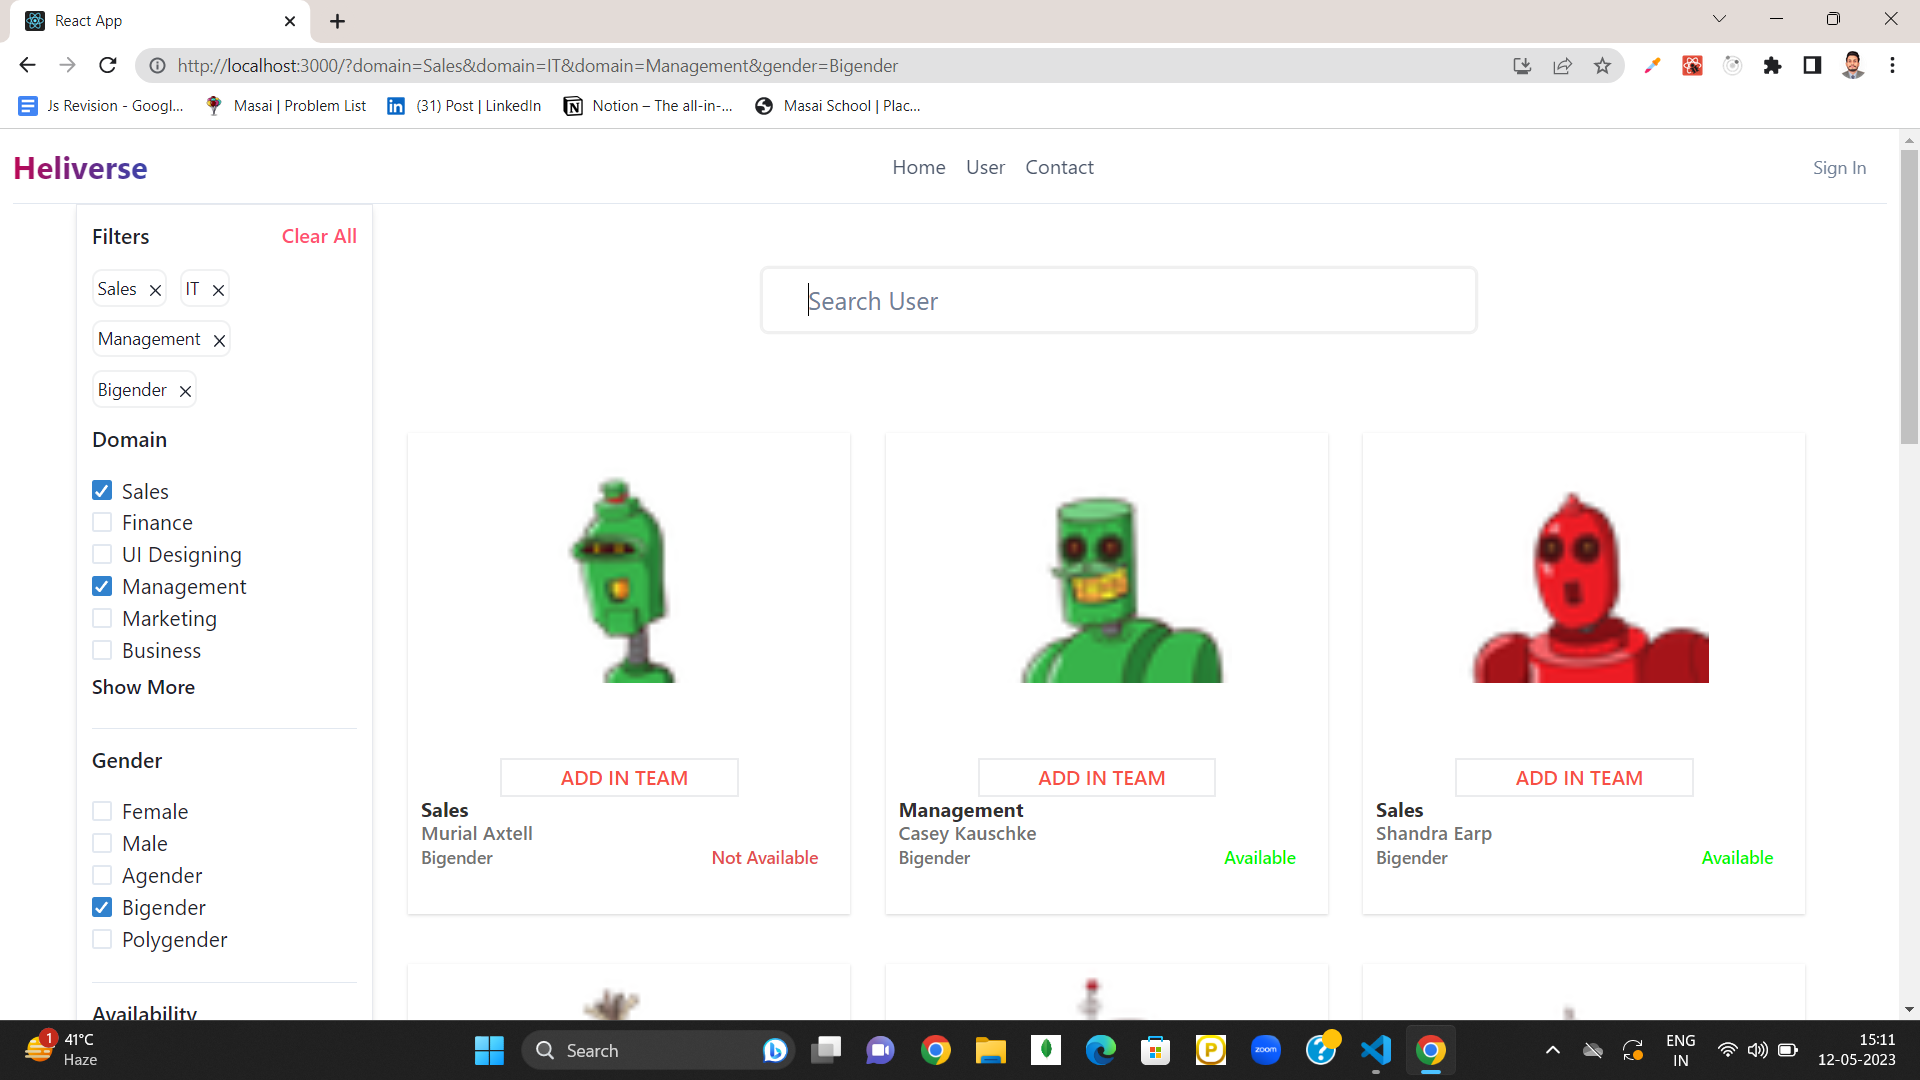 React App
http://localhost:3000/?domain=Sales&domain=IT&domain=Management&gender=Bigender
Js Revision - Googl...
Masai | Problem List
(31) Post | LinkedIn
Notion – The all-in-...
Masai School | Plac...
Heliverse
Home User Contact
Sign In
Filters
Clear All
Sales
IT
Management
Bigender
Domain
Sales
Finance
UI Designing
Management
Marketing
Business
Show More
Gender
Female
Male
Agender
Bigender
Polygender
Availability
Search User
ADD IN TEAM
Sales
Murial Axtell
Bigender
Not Available
ADD IN TEAM
Management
Casey Kauschke
Bigender
Available
ADD IN TEAM
Sales
Shandra Earp
Bigender
Available
1
41°C
Haze
Search
zoom
ENG
IN
15:11
12-05-2023